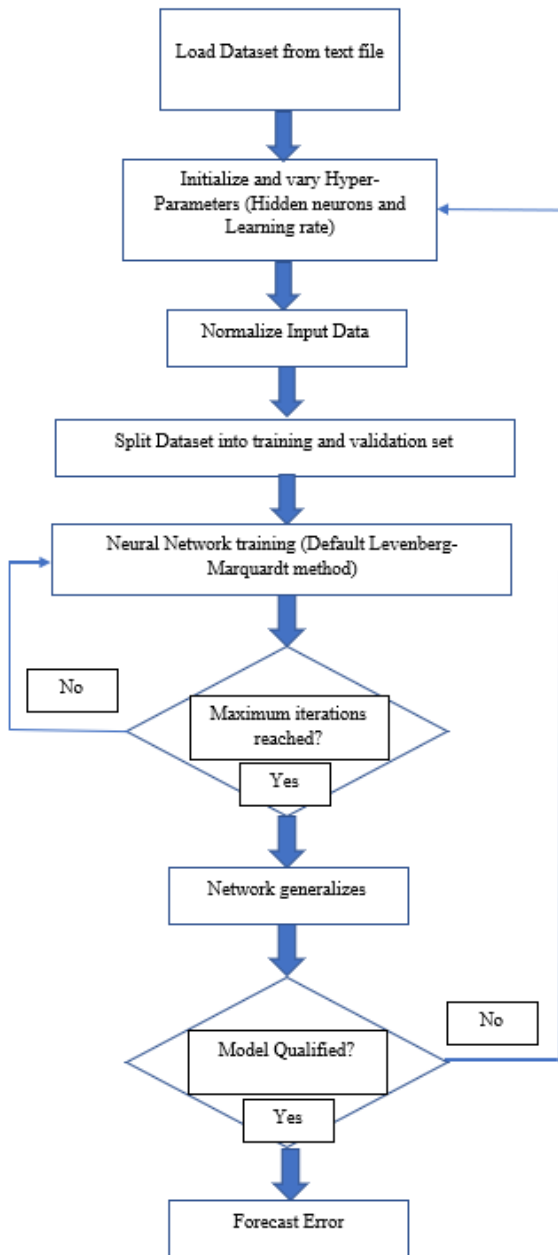 Load Dataset from text file
Initialize and vary Hyper-
Parameters (Hidden neurons and
Learning rate)
Normalize Input Data
Split Dataset into training and validation set
Neural Network training (Default Levenberg-
Marquardt method)
No
Maximum iterations
reached?
Yes
Network generalizes
No
Model Qualified?
Yes
Forecast Error